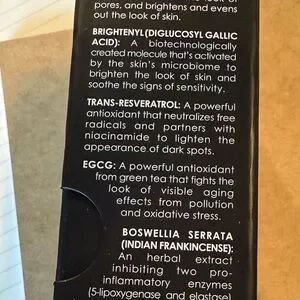 pores, and brightens and evens
out the look of skin.
BRIGHTENYL (DIGLUCOSYL GALLIC
ACID): A biotechnologically
created molecule that's activated
by the skin's microbiome to
brighten the look of skin and
soothe the signs of sensitivity.
TRANS-RESVERATROL: A powerful
antioxidant that neutralizes free
radicals and partners with
niacinamide to lighten the
appearance of dark spots.
EGCG: A powerful antioxidant
from green tea that fights the
look of visible aging
effects from pollution
and oxidative stress.
BOSWELLIA SERRATA
(INDIAN FRANKINCENSE):
An herbal extract
inhibiting two pro-
inflammatory enzymes
(5-lipoxygenase and elastase)